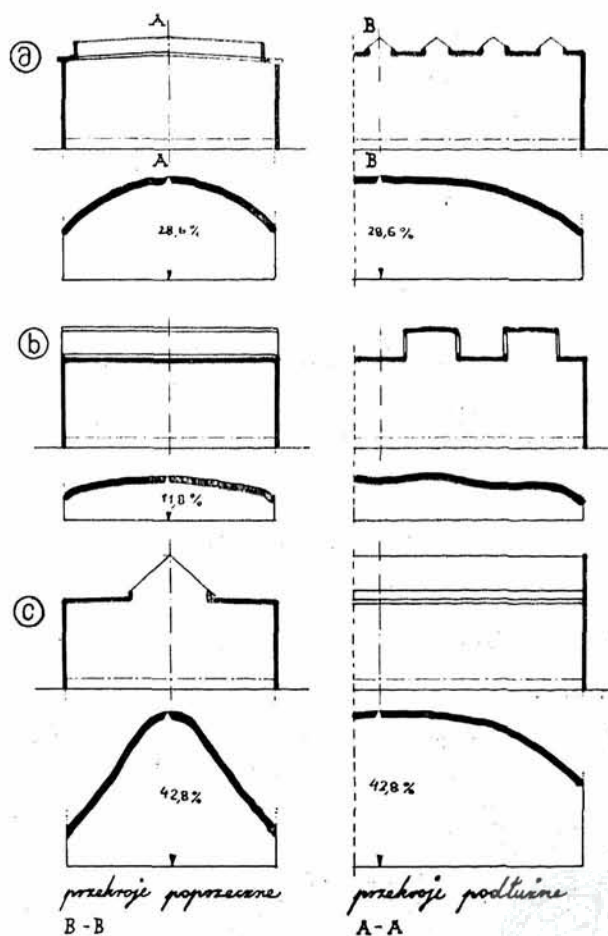 A B
a
A B
28,6% 28,6%
b
11,8%
c
42,8% 42,8%
przekroje poprzeczne przekroje podłużne
B-B A-A